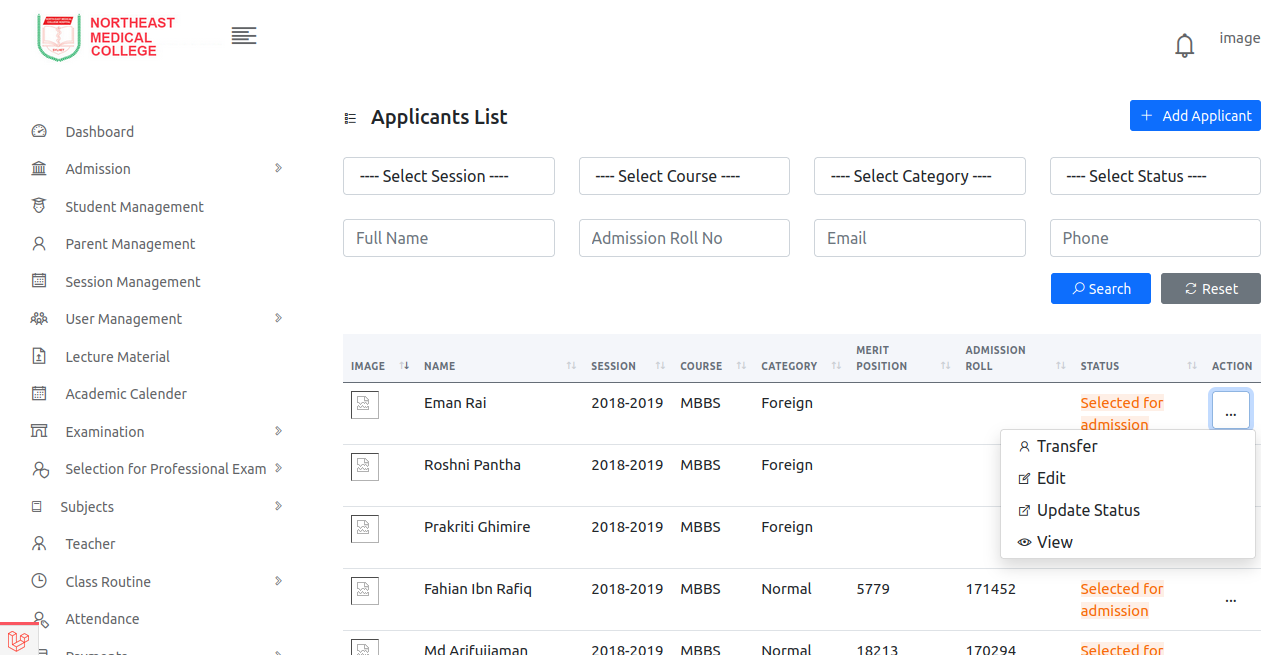 NORTHEAST
MEDICAL
COLLEGE
image
Dashboard
Admission
Student Management
Parent Management
Session Management
User Management
Lecture Material
Academic Calender
Examination
Selection for Professional Exam
Subjects
Teacher
Class Routine
Attendance
Payments
Applicants List
+ Add Applicant
---- Select Session ----
---- Select Course ----
---- Select Category ----
---- Select Status ----
Full Name
Admission Roll No
Email
Phone
Search
Reset
IMAGE NAME SESSION COURSE CATEGORY MERIT POSITION ADMISSION ROLL STATUS ACTION
Eman Rai 2018-2019 MBBS Foreign Selected for admission ...
Transfer
Edit
Update Status
View
Roshni Pantha 2018-2019 MBBS Foreign
Prakriti Ghimire 2018-2019 MBBS Foreign
Fahian Ibn Rafiq 2018-2019 MBBS Normal 5779 171452 Selected for admission ...
Md Arifujjaman 2018-2019 MBBS Normal 18213 170294 Selected for